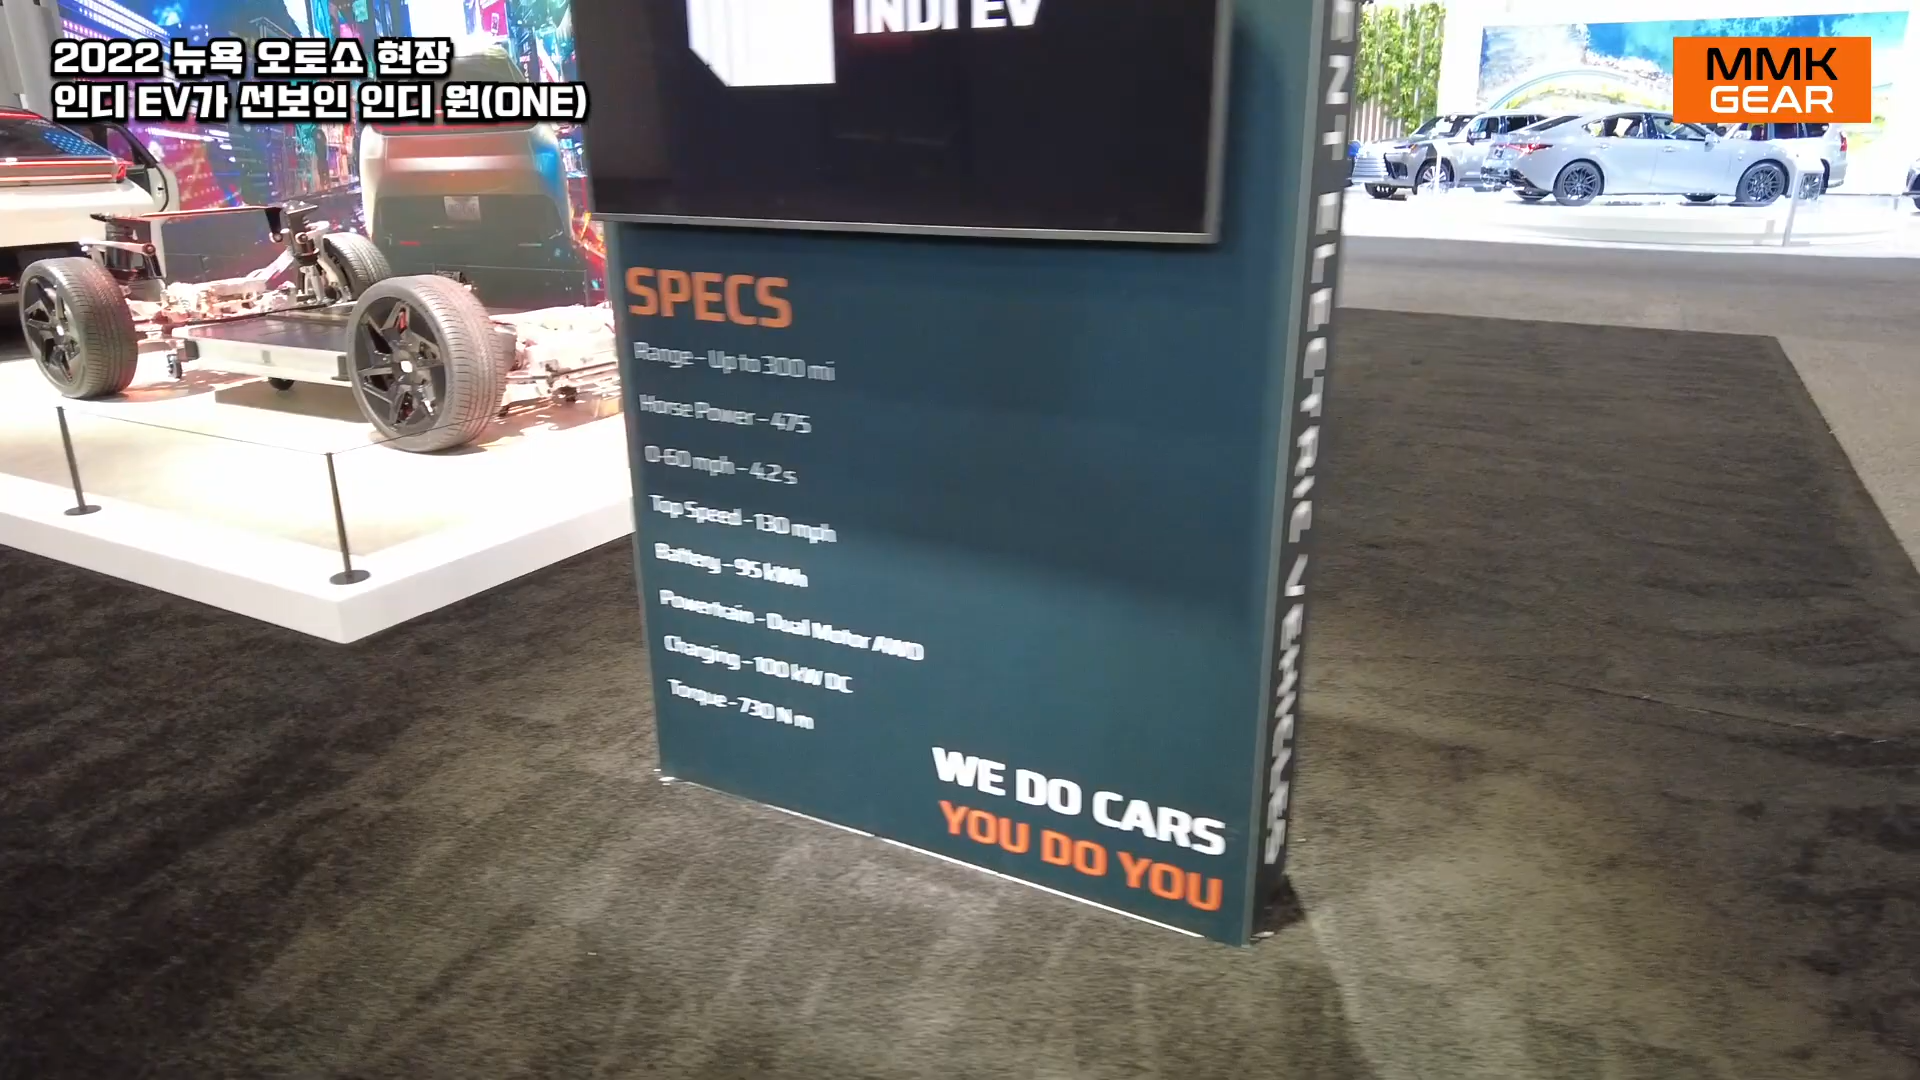 2022 뉴욕 오토쇼 현장
인디 EV가 선보인 인디 원(ONE)
MMK
GEAR
INDI EV
SPECS
Range - Up to 300 mi
Horse Power - 475
0-60 mph - 4.2 s
Top Speed - 130 mph
Battery - 95 kWh
Powertrain - Dual Motor AWD
Charging - 100 kW DC
Torque - 730 N m
WE DO CARS
YOU DO YOU
ELECTRIC VEHICLES